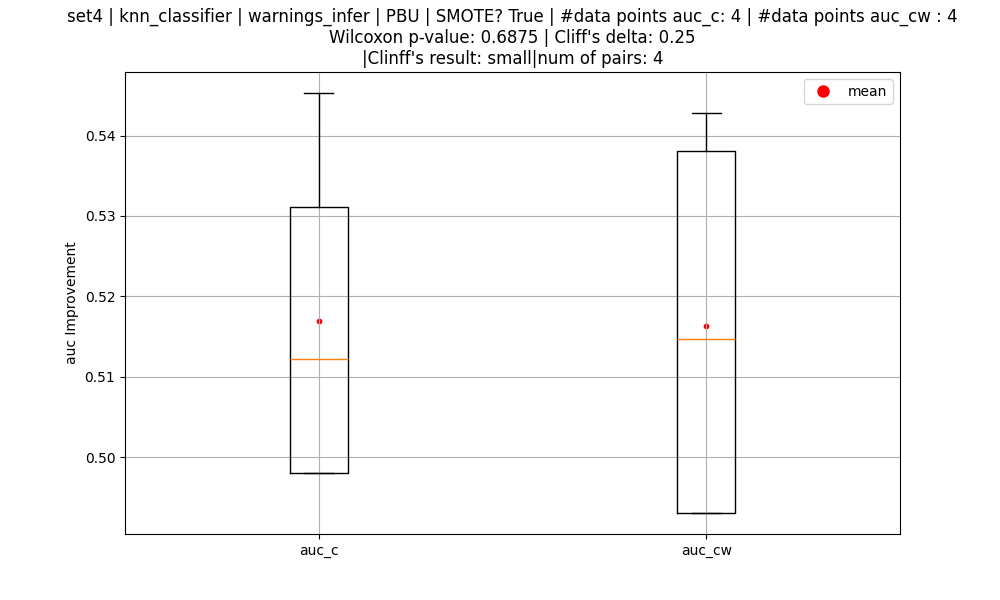 set4 | knn_classifier | warnings_infer | PBU | SMOTE? True | #data points auc_c: 4 | #data points auc_cw : 4
Wilcoxon p-value: 0.6875 | Cliff's delta: 0.25
|Clinff's result: small|num of pairs: 4
mean
0.54
0.53
0.52
0.51
0.50
auc Improvement
auc_c
auc_cw